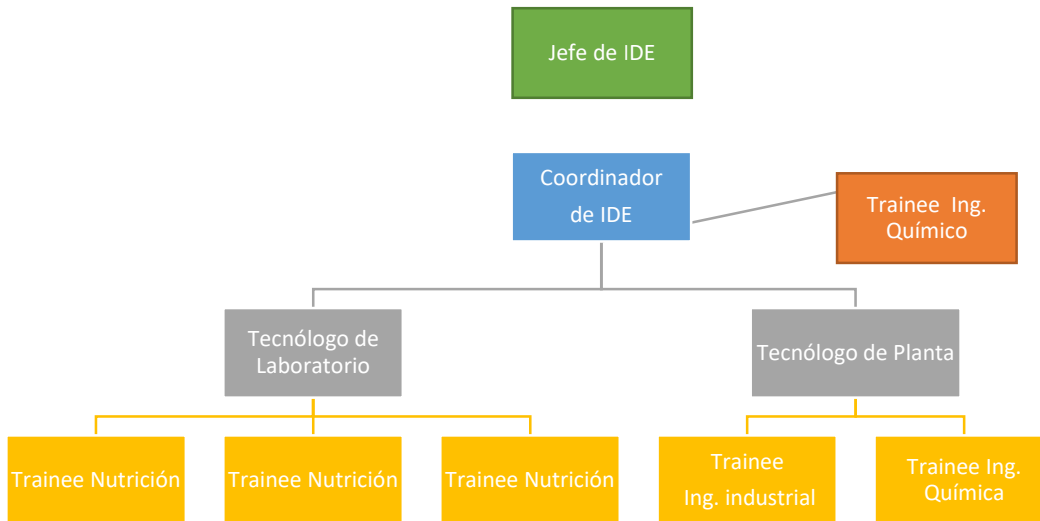 Jefe de IDE
Coordinador
de IDE
Trainee Ing.
Químico
Tecnólogo de
Laboratorio
Tecnólogo de Planta
Trainee Nutrición
Trainee Nutrición
Trainee Nutrición
Trainee
Ing. industrial
Trainee Ing.
Química